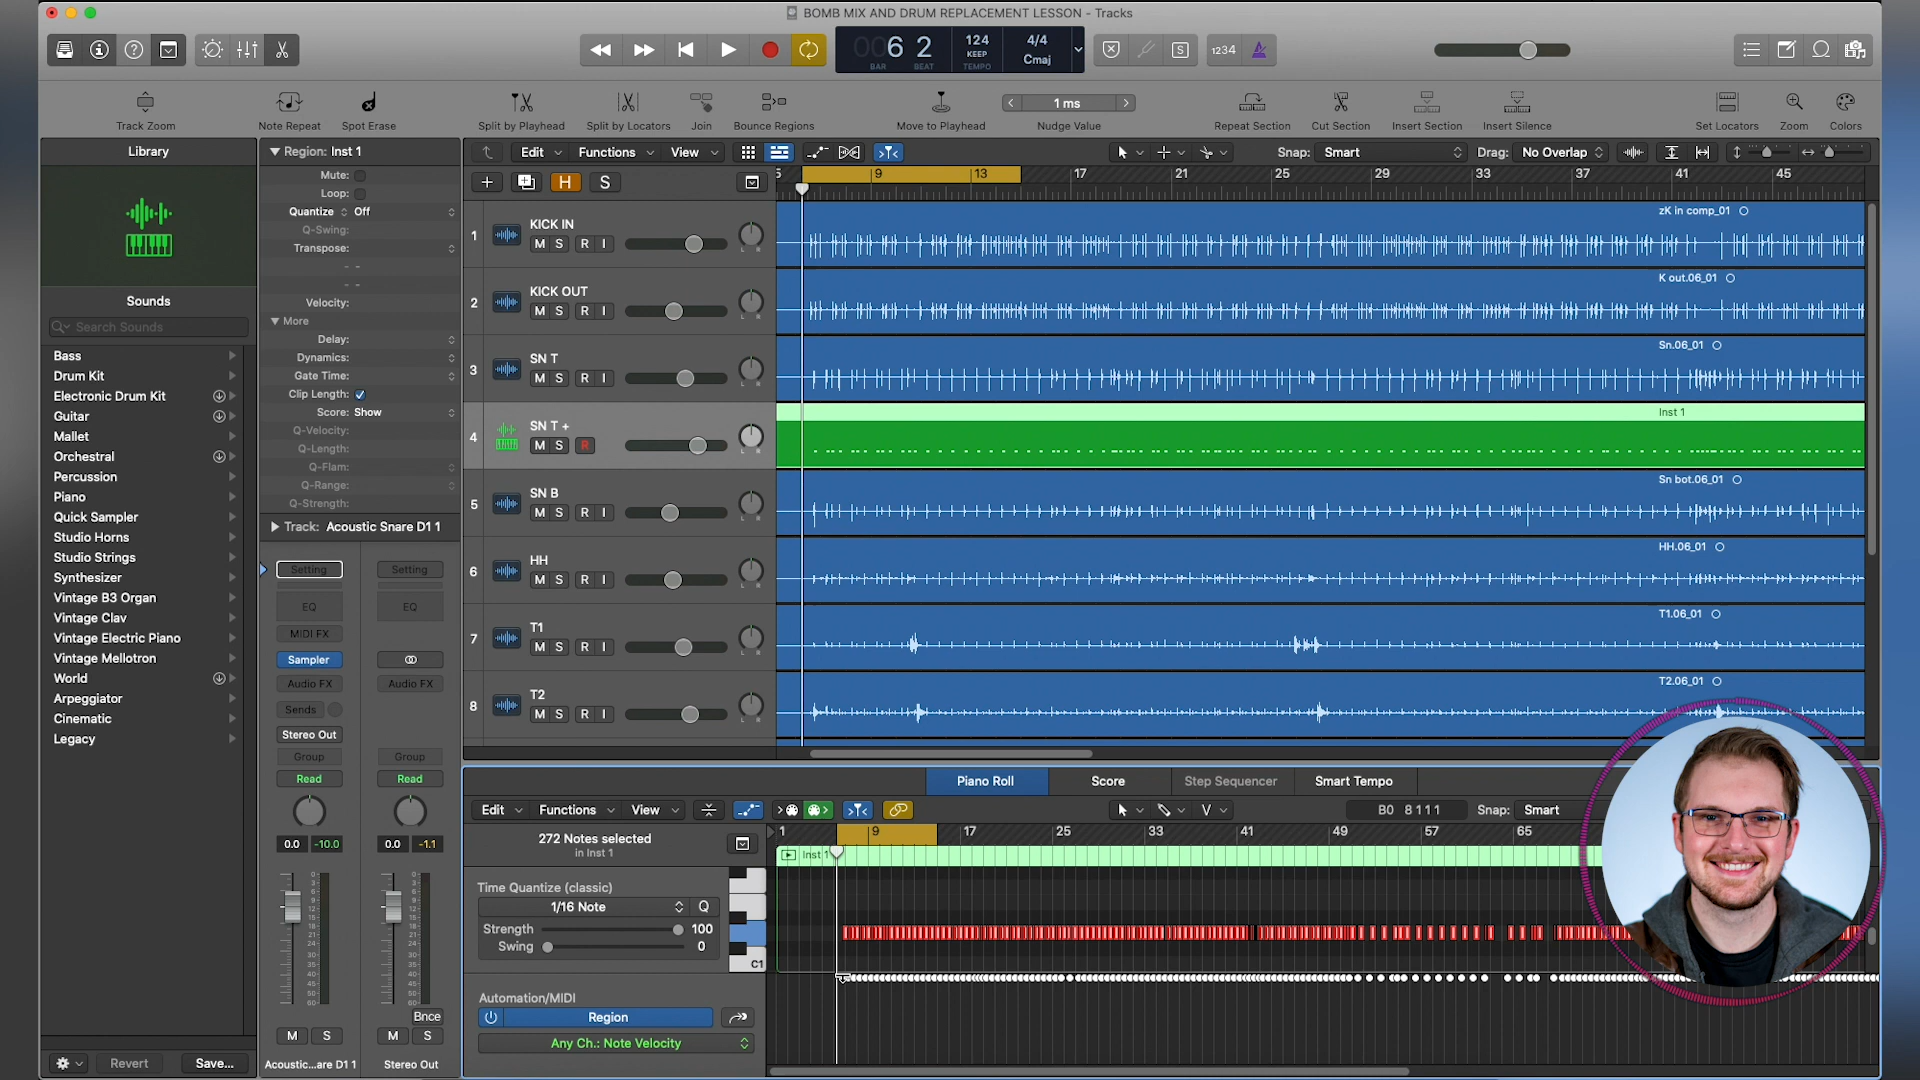 BOMB MIX AND DRUM REPLACEMENT LESSON - Tracks
006 2
BAR BEAT
124
KEEP
TEMPO
4/4
Cmaj
S
1234
Track Zoom
Note Repeat
Spot Erase
Split by Playhead
Split by Locators
Join
Bounce Regions
Move to Playhead
1 ms
Nudge Value
Repeat Section
Cut Section
Insert Section
Insert Silence
Set Locators
Zoom
Colors
Library
Sounds
Search Sounds
Bass
Drum Kit
Electronic Drum Kit
Guitar
Mallet
Orchestral
Percussion
Piano
Quick Sampler
Studio Horns
Studio Strings
Synthesizer
Vintage B3 Organ
Vintage Clav
Vintage Electric Piano
Vintage Mellotron
World
Arpeggiator
Cinematic
Legacy
Revert
Save...
Region: Inst 1
Mute:
Loop:
Quantize Off
Q-Swing:
Transpose:
Velocity:
More
Delay:
Dynamics:
Gate Time:
Clip Length:
Score: Show
Q-Velocity:
Q-Length:
Q-Flam:
Q-Range:
Q-Strength:
Track: Acoustic Snare D1 1
Setting
Setting
EQ
EQ
MIDI FX
Sampler
Audio FX
Audio FX
Sends
Stereo Out
Group
Group
Read
Read
0.0 -10.0
0.0 -1.1
Bnce
M S
M S
Acoustic...are D1 1
Stereo Out
Edit
Functions
View
Snap: Smart
Drag: No Overlap
H
S
9 13 17 21 25 29 33 37 41 45
1
KICK IN
M S R I
zK in comp_01
2
KICK OUT
M S R I
K out.06_01
3
SN T
M S R I
Sn.06_01
4
SN T +
M S R
Inst 1
5
SN B
M S R I
Sn bot.06_01
6
HH
M S R I
HH.06_01
7
T1
M S R I
T1.06_01
8
T2
M S R I
T2.06_01
Piano Roll
Score
Step Sequencer
Smart Tempo
Edit
Functions
View
V
B0 8 1 1 1
Snap: Smart
272 Notes selected
in Inst 1
1 9 17 25 33 41 49 57 65
Inst 1
Time Quantize (classic)
1/16 Note
Q
Strength 100
Swing 0
C1
Automation/MIDI
Region
Any Ch.: Note Velocity